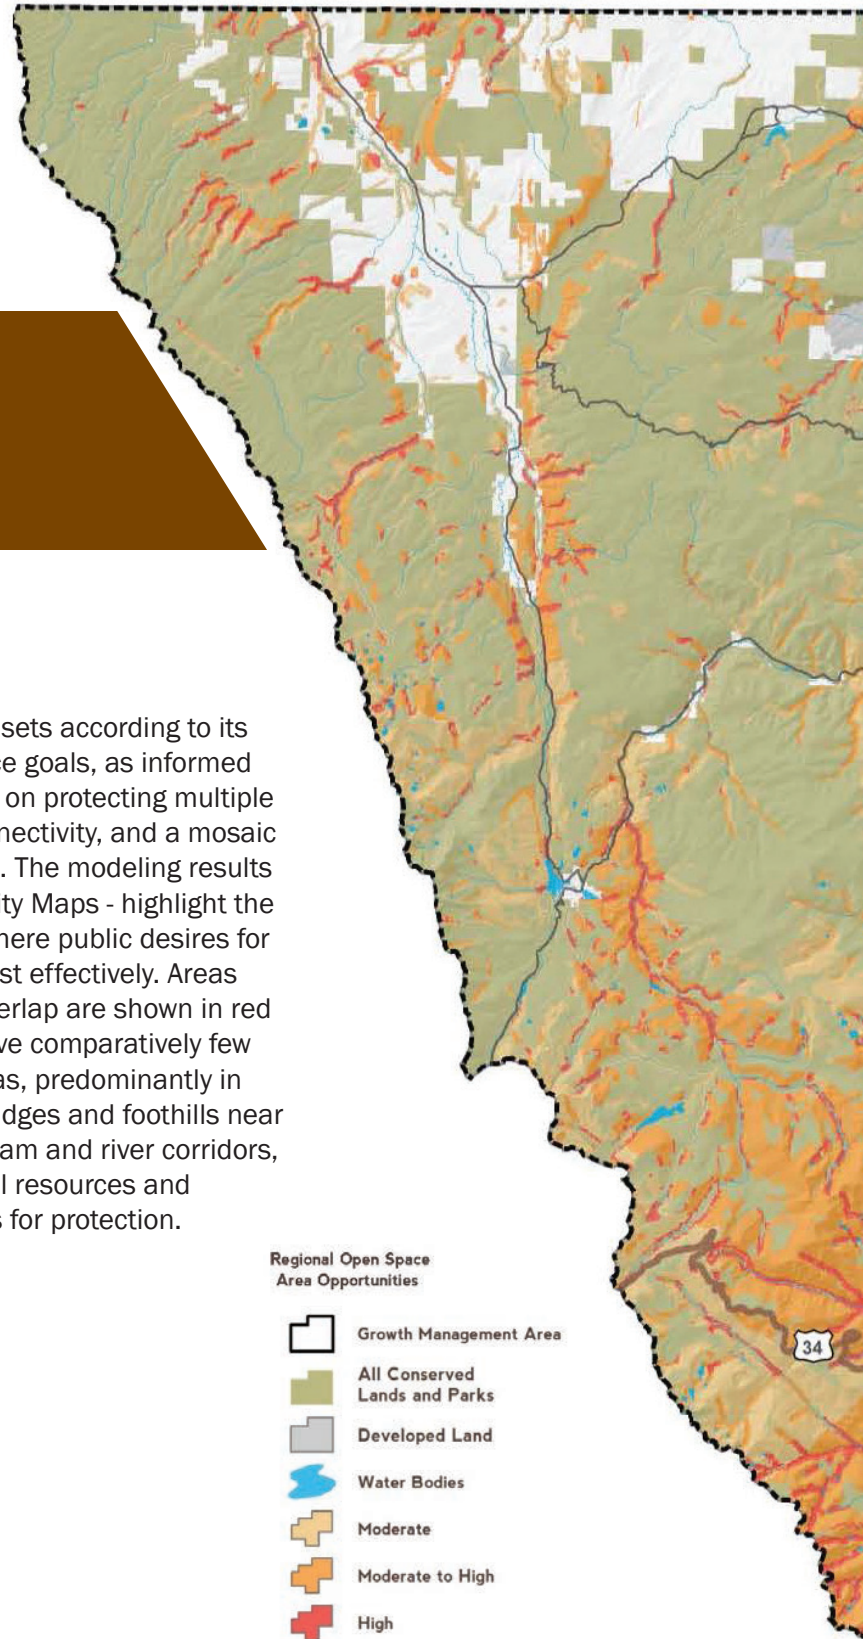 sets according to its
ce goals, as informed
on protecting multiple
nectivity, and a mosaic
. The modeling results
ity Maps - highlight the
here public desires for
st effectively. Areas
erlap are shown in red
ve comparatively few
as, predominantly in
dges and foothills near
am and river corridors,
l resources and
s for protection.
Regional Open Space
Area Opportunities
Growth Management Area
All Conserved
Lands and Parks
Developed Land
Water Bodies
Moderate
Moderate to High
High
34